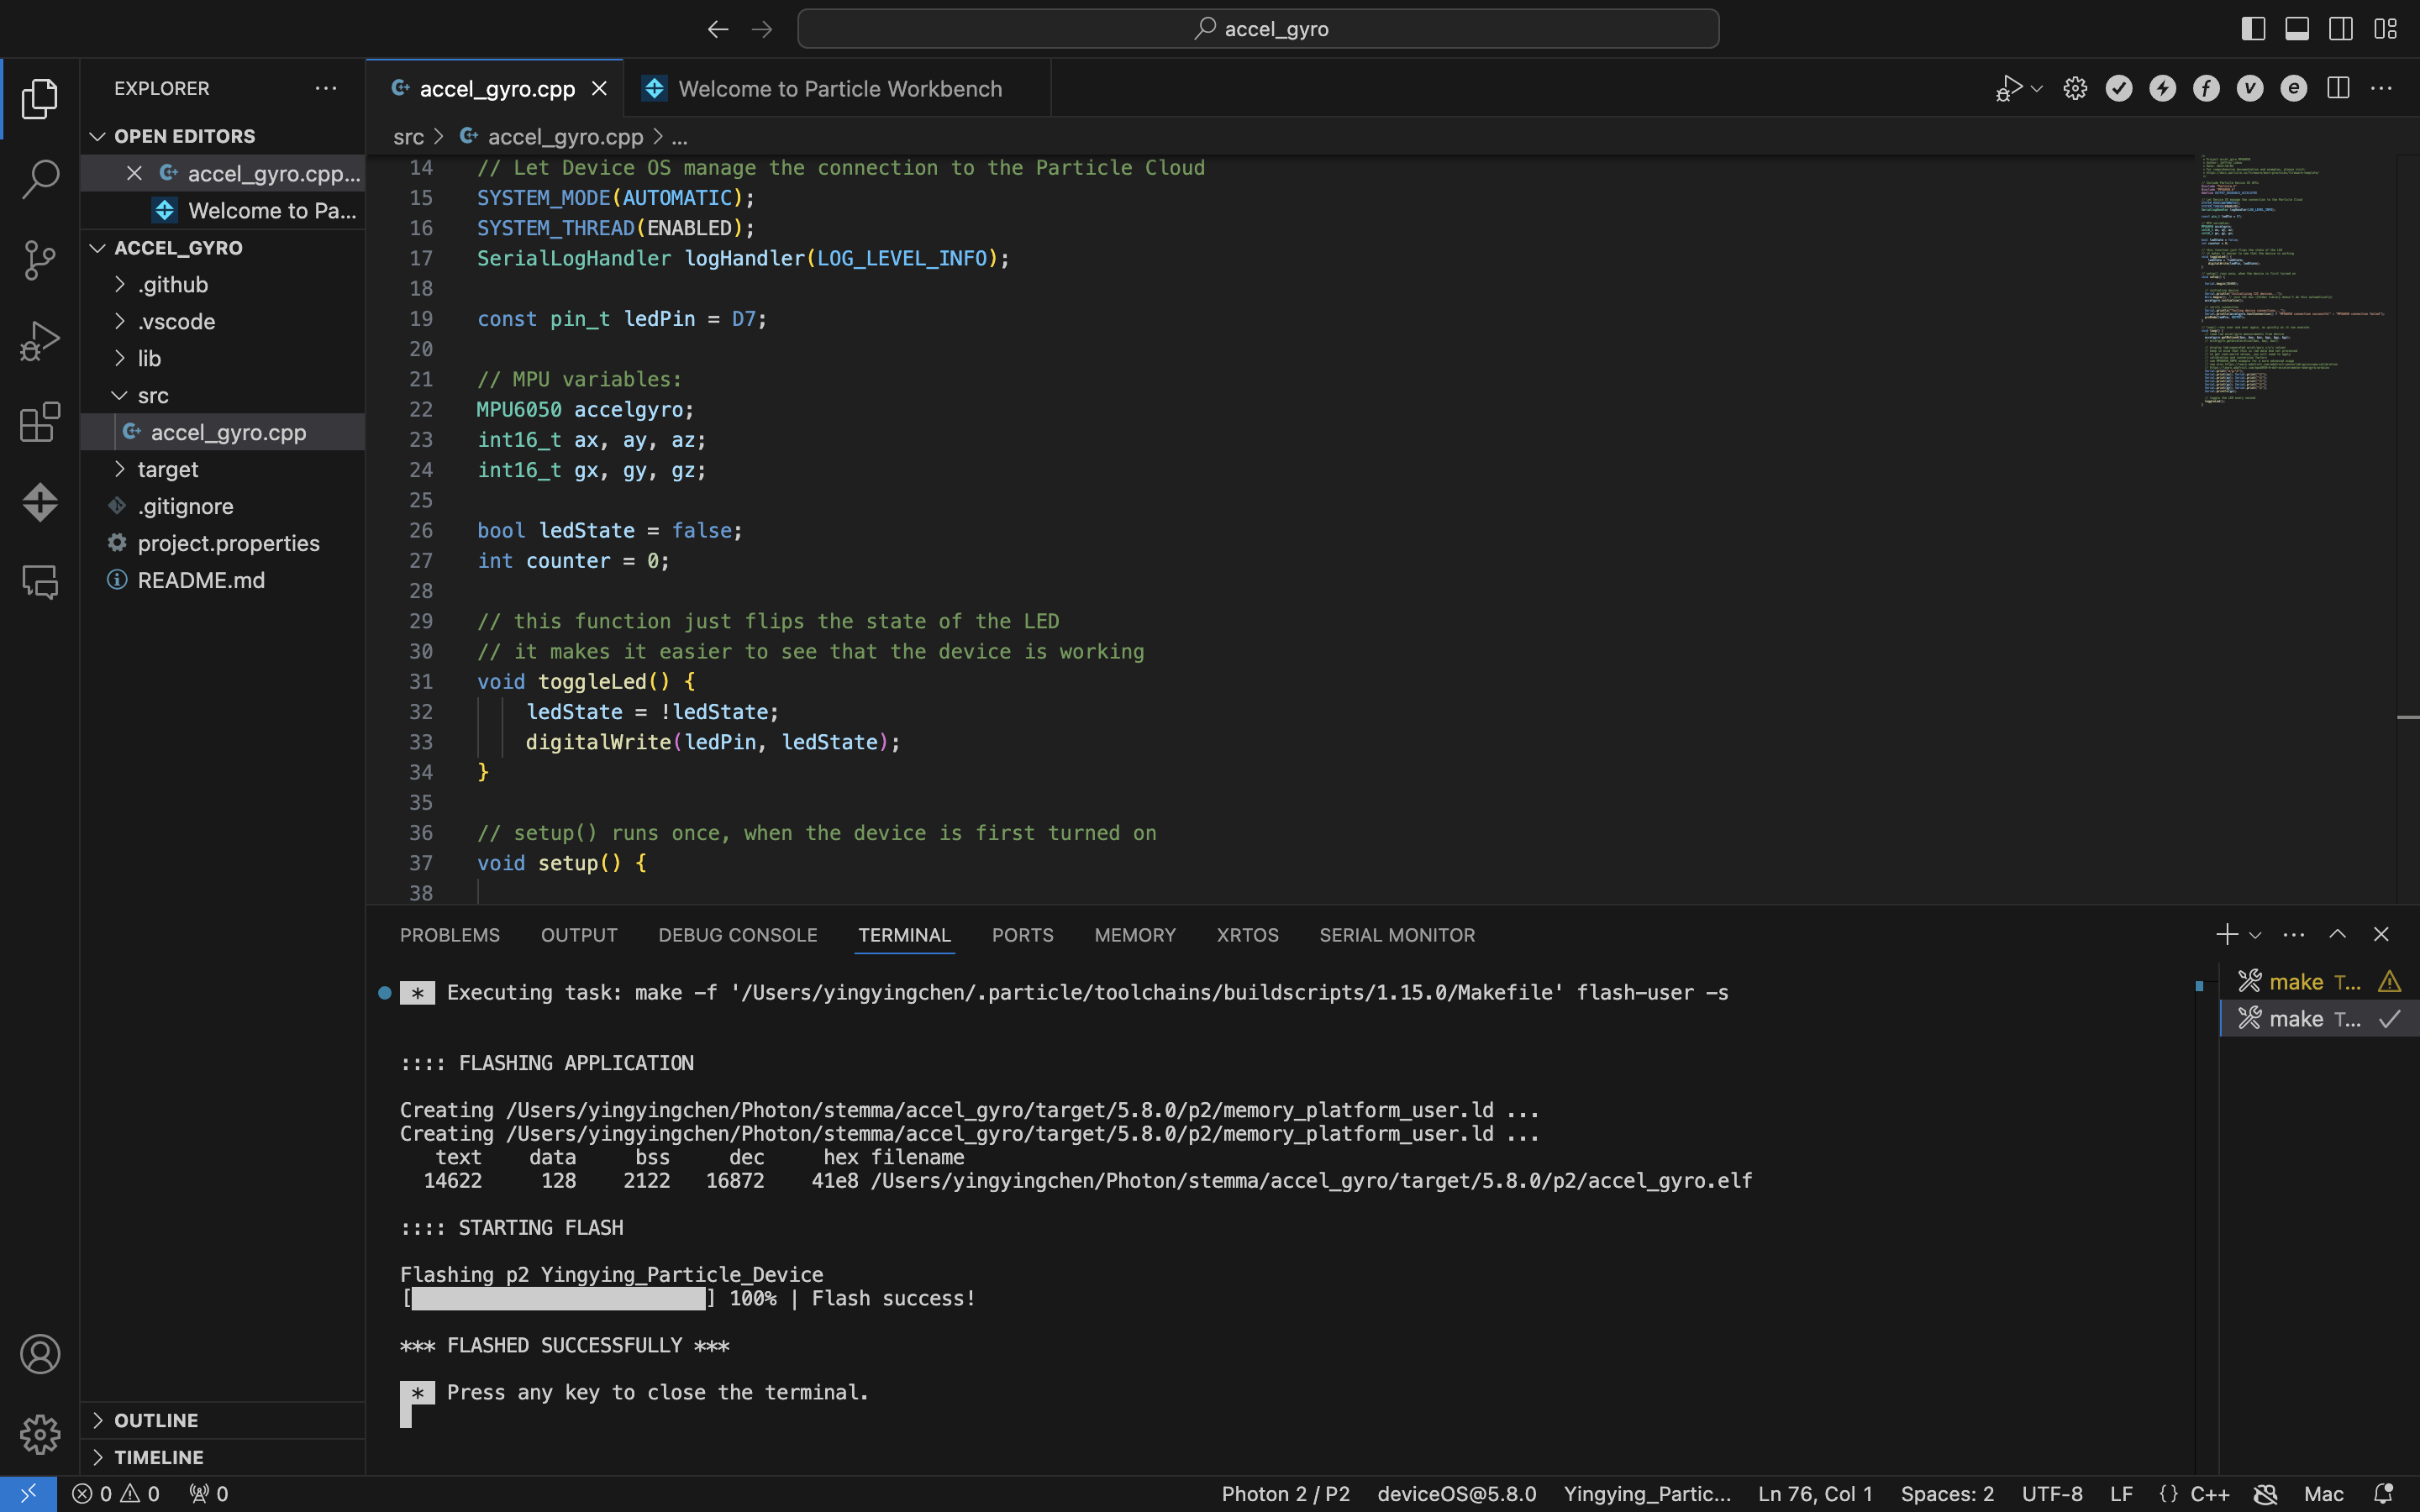 accel_gyro
EXPLORER
OPEN EDITORS
accel_gyro.cpp...
Welcome to Pa...
ACCEL_GYRO
.github
.vscode
lib
src
accel_gyro.cpp
target
.gitignore
project.properties
README.md
OUTLINE
TIMELINE
accel_gyro.cpp
Welcome to Particle Workbench
src > accel_gyro.cpp > ...
14 // Let Device OS manage the connection to the Particle Cloud
15 SYSTEM_MODE(AUTOMATIC);
16 SYSTEM_THREAD(ENABLED);
17 SerialLogHandler logHandler(LOG_LEVEL_INFO);
18
19 const pin_t ledPin = D7;
20
21 // MPU variables:
22 MPU6050 accelgyro;
23 int16_t ax, ay, az;
24 int16_t gx, gy, gz;
25
26 bool ledState = false;
27 int counter = 0;
28
29 // this function just flips the state of the LED
30 // it makes it easier to see that the device is working
31 void toggleLed() {
32 ledState = !ledState;
33 digitalWrite(ledPin, ledState);
34 }
35
36 // setup() runs once, when the device is first turned on
37 void setup() {
38
PROBLEMS OUTPUT DEBUG CONSOLE TERMINAL PORTS MEMORY XRTOS SERIAL MONITOR
* Executing task: make -f '/Users/yingyingchen/.particle/toolchains/buildscripts/1.15.0/Makefile' flash-user -s
:::: FLASHING APPLICATION
Creating /Users/yingyingchen/Photon/stemma/accel_gyro/target/5.8.0/p2/memory_platform_user.ld ...
Creating /Users/yingyingchen/Photon/stemma/accel_gyro/target/5.8.0/p2/memory_platform_user.ld ...
text data bss dec hex filename
14622 128 2122 16872 41e8 /Users/yingyingchen/Photon/stemma/accel_gyro/target/5.8.0/p2/accel_gyro.elf
:::: STARTING FLASH
Flashing p2 Yingying_Particle_Device
[ ] 100% | Flash success!
*** FLASHED SUCCESSFULLY ***
* Press any key to close the terminal.
make T...
make T...
0 0 0 Photon 2 / P2 deviceOS@5.8.0 Yingying_Partic... Ln 76, Col 1 Spaces: 2 UTF-8 LF {} C++ Mac